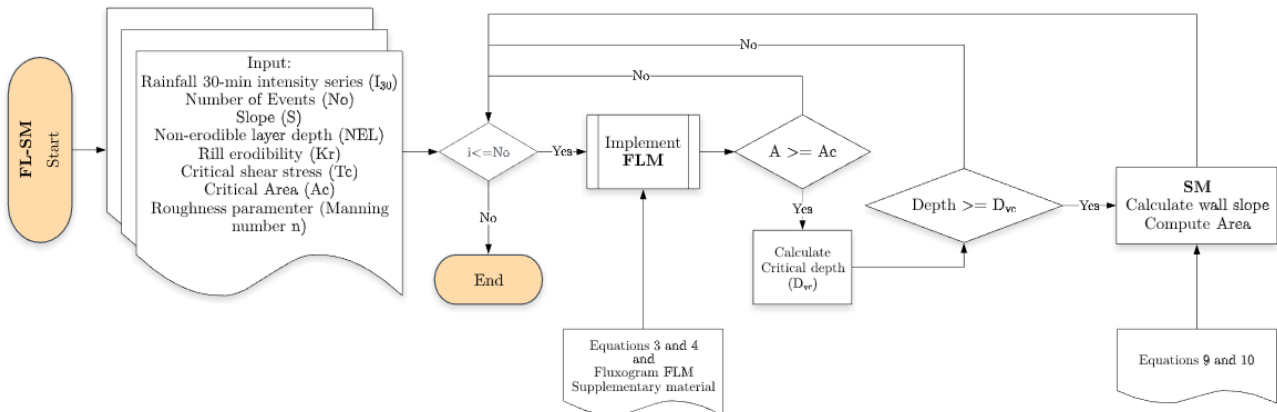 FL-SM
Start
Input:
Rainfall 30-min intensity series (I30)
Number of Events (No)
Slope (S)
Non-erodible layer depth (NEL)
Rill erodibility (Kr)
Critical shear stress (Tc)
Critical Area (Ac)
Roughness paramenter (Manning
number n)
i<=No
Yes
No
End
Implement
FLM
Equations 3 and 4
and
Fluxogram FLM
Supplementary material
A >= Ac
No
Yes
Calculate
Critical depth
(Dvc)
Depth >= Dvc
No
Yes
SM
Calculate wall slope
Compute Area
Equations 9 and 10